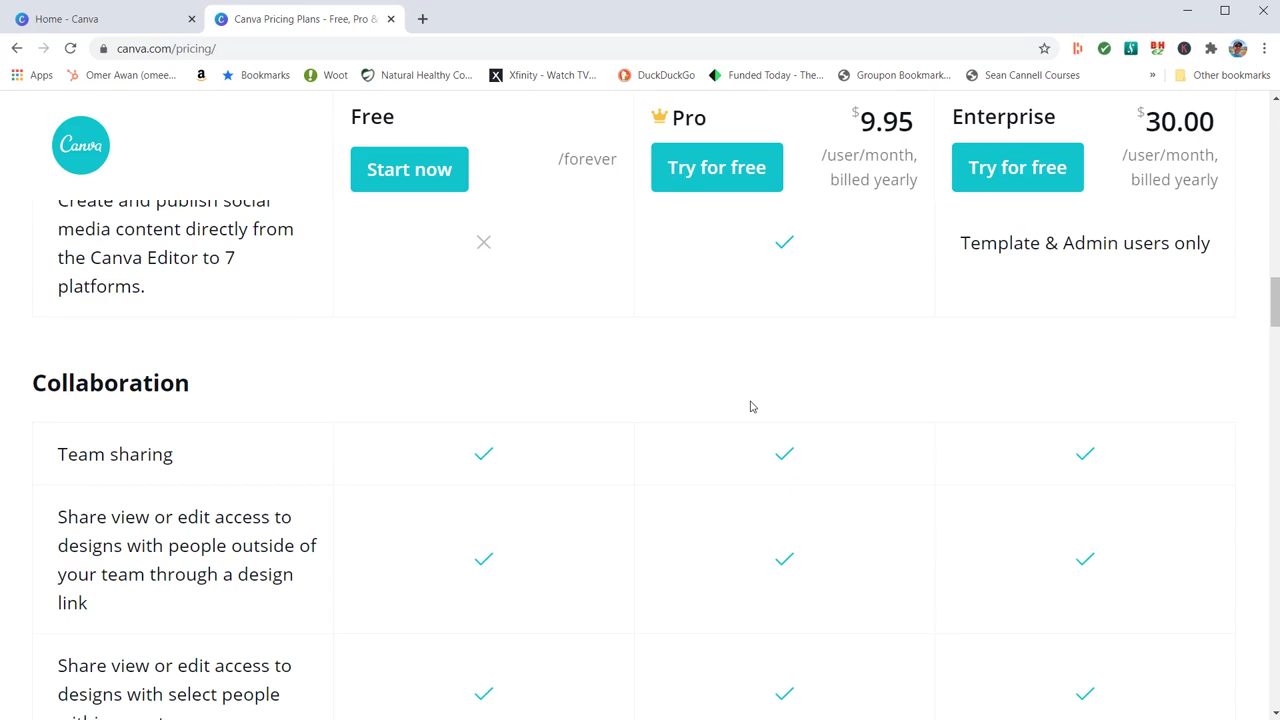 Home - Canva
Canva Pricing Plans - Free, Pro &
canva.com/pricing/
Apps
Omer Awan (omee...
Bookmarks
Woot
Natural Healthy Co...
Xfinity - Watch TV...
DuckDuckGo
Funded Today - The...
Groupon Bookmark...
Sean Cannell Courses
»
Other bookmarks
Canva
Free
Start now
/forever
Pro
Try for free
$9.95
/user/month,
billed yearly
Enterprise
Try for free
$30.00
/user/month,
billed yearly
Create and publish social
media content directly from
the Canva Editor to 7
platforms.
Template & Admin users only
Collaboration
Team sharing
Share view or edit access to
designs with people outside of
your team through a design
link
Share view or edit access to
designs with select people